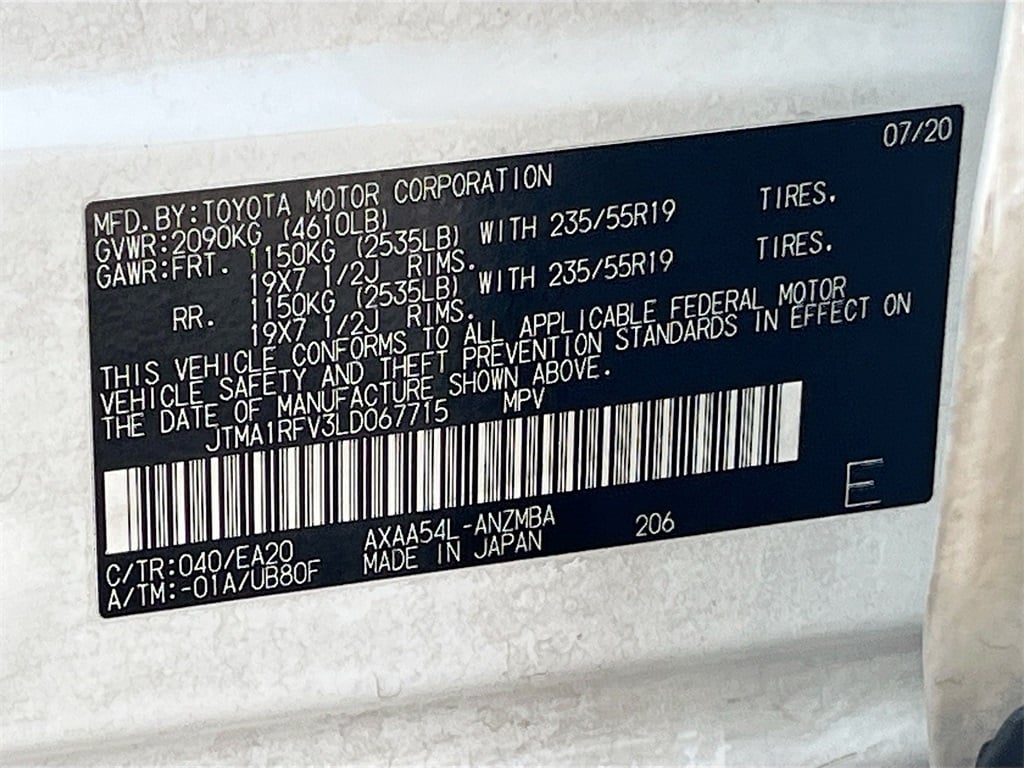 07/20
MFD.BY:TOYOTA MOTOR CORPORATION
GVWR:2090KG (4610LB)
GAWR:FRT. 1150KG (2535LB) WITH 235/55R19 TIRES.
19X7 1/2J RIMS.
RR. 1150KG (2535LB) WITH 235/55R19 TIRES.
19X7 1/2J RIMS.
THIS VEHICLE CONFORMS TO ALL APPLICABLE FEDERAL MOTOR
VEHICLE SAFETY AND THEFT PREVENTION STANDARDS IN EFFECT ON
THE DATE OF MANUFACTURE SHOWN ABOVE.
JTMA1RFV3LD067715 MPV
E
C/TR:040/EA20 AXAA54L-ANZMBA 206
A/TM:-01A/UB80F MADE IN JAPAN